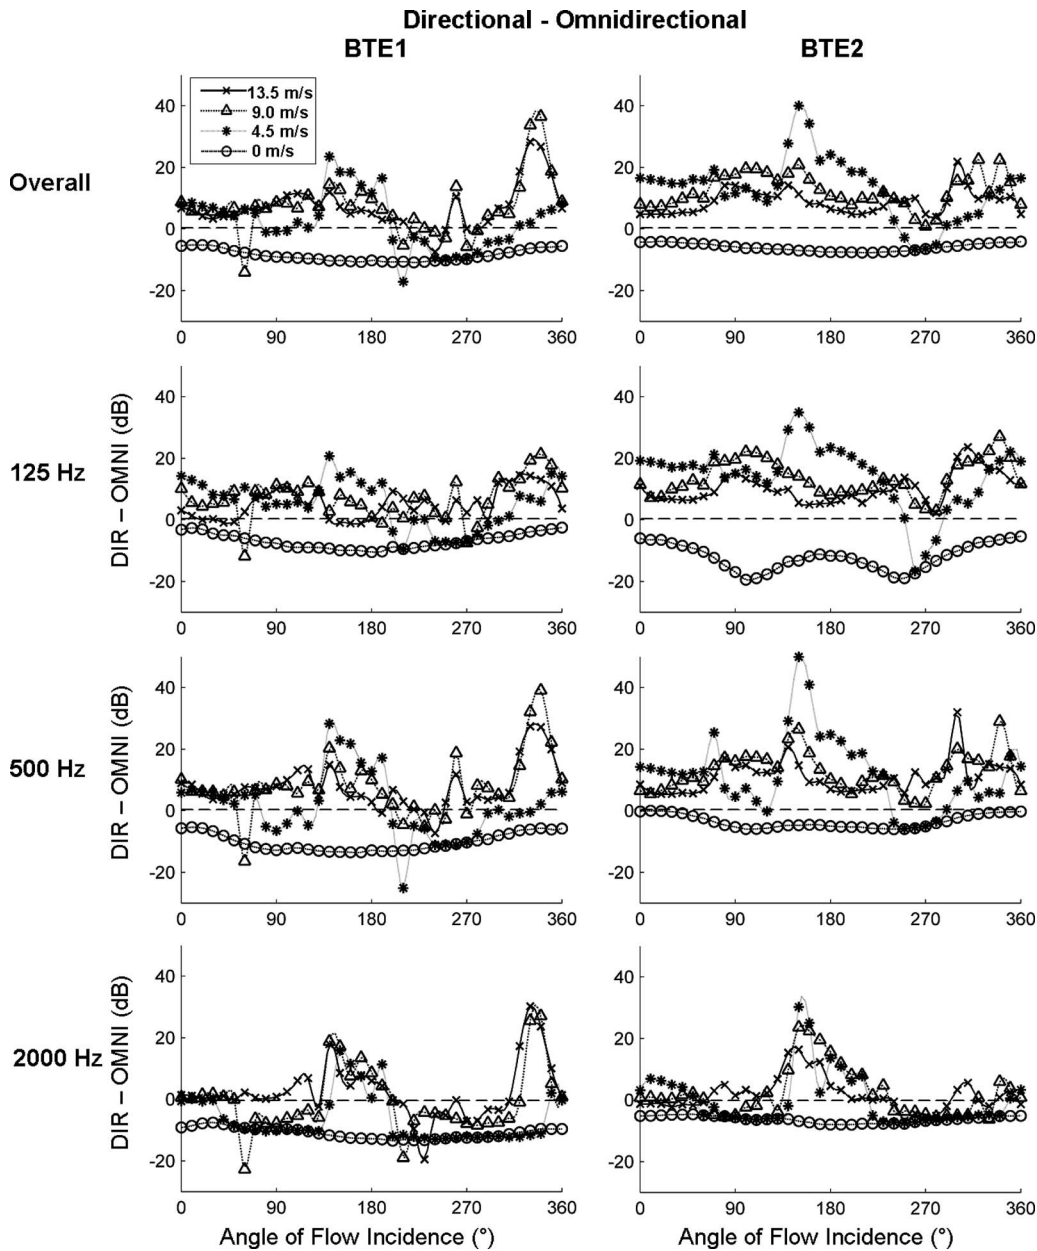 Directional - Omnidirectional
BTE1 BTE2
13.5 m/s
9.0 m/s
4.5 m/s
0 m/s
Overall
40
20
0
-20
0 90 180 270 360
40
20
0
-20
0 90 180 270 360
125 Hz
DIR – OMNI (dB)
40
20
0
-20
0 90 180 270 360
40
20
0
-20
0 90 180 270 360
500 Hz
DIR – OMNI (dB)
40
20
0
-20
0 90 180 270 360
40
20
0
-20
0 90 180 270 360
2000 Hz
DIR – OMNI (dB)
40
20
0
-20
0 90 180 270 360
40
20
0
-20
0 90 180 270 360
Angle of Flow Incidence (°) Angle of Flow Incidence (°)